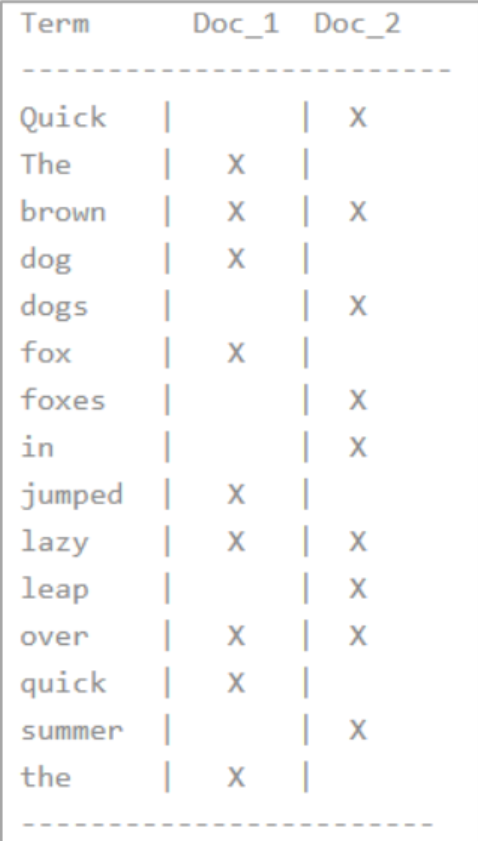 Term      Doc_1  Doc_2
-------------------------
Quick   |       |  X
The     |   X   |
brown   |   X   |  X
dog     |   X   |
dogs    |       |  X
fox     |   X   |
foxes   |       |  X
in      |       |  X
jumped  |   X   |
lazy    |   X   |  X
leap    |       |  X
over    |   X   |  X
quick   |   X   |
summer  |       |  X
the     |   X   |
------------------------